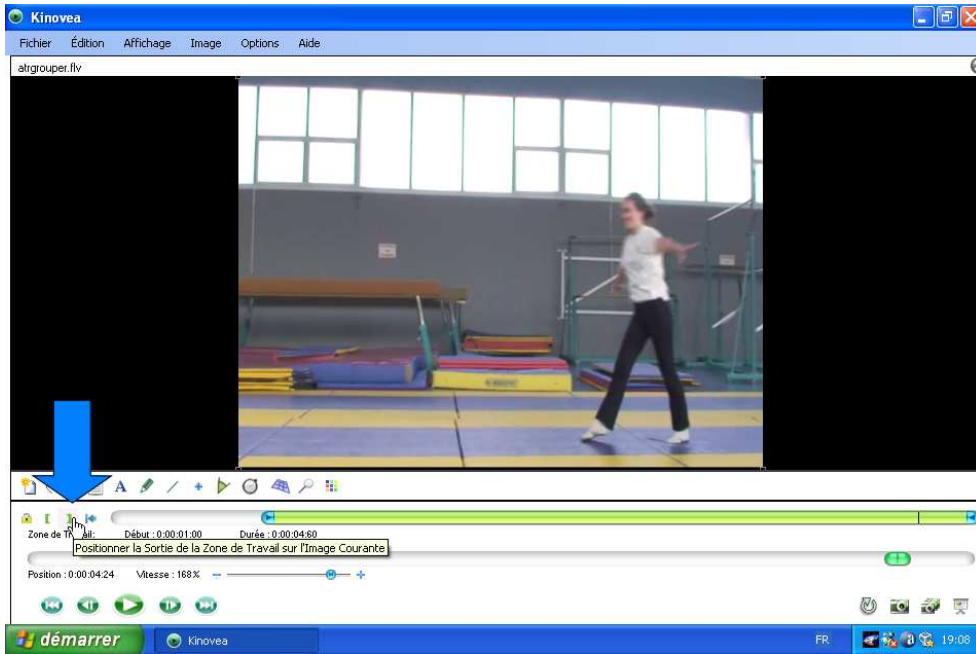 Kinovea
Fichier Édition Affichage Image Options Aide
atrgrouper.flv
A
Zone de
Début : 0:00:01:00 Durée : 0:00:04:60
Positionner la Sortie de la Zone de Travail sur l'Image Courante
Position : 0:00:04:24 Vitesse : 168%
démarrer Kinovea FR 19:08